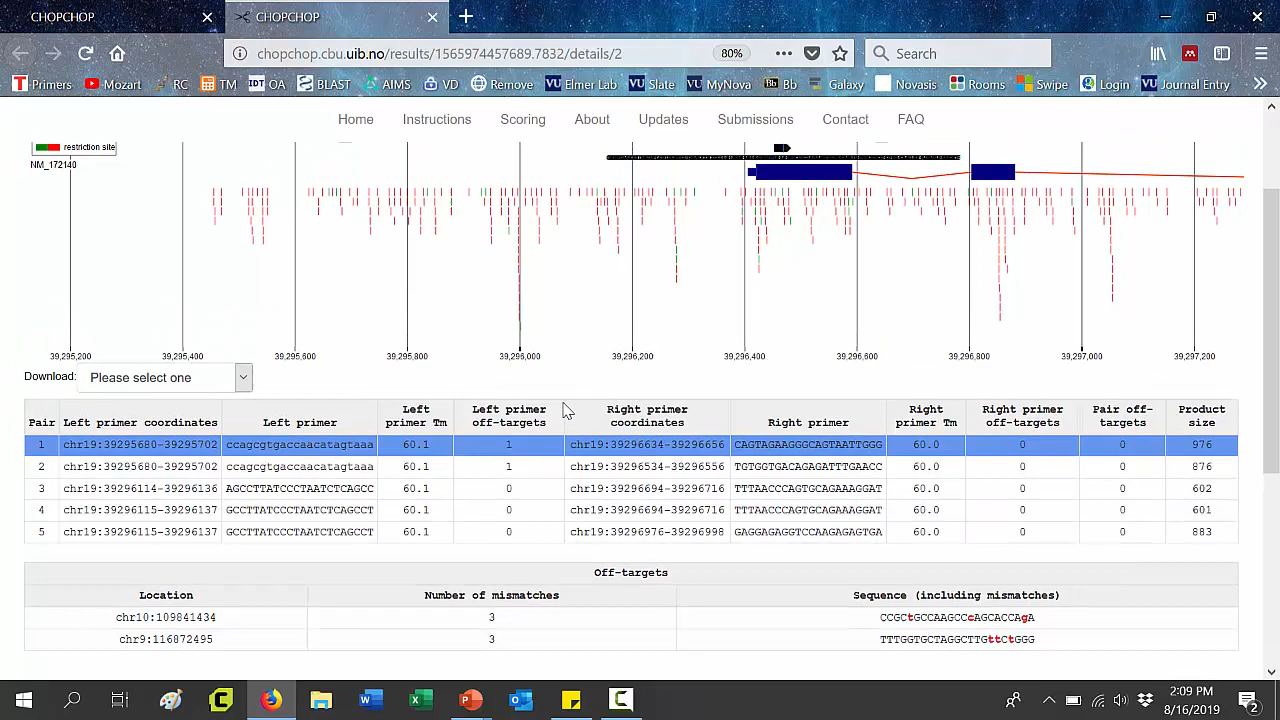 CHOPCHOP
CHOPCHOP
chopchop.cbu.uib.no/results/1565974457689.7832/details/2
80%
Search
Primers
Mozart
RC
TM
IDT OA
BLAST
AIMS
VD
Remove
VU Elmer Lab
VU Slate
VU MyNova
Bb Bb
Galaxy
Novasis
Rooms
Swipe
Login
VU Journal Entry
Home Instructions Scoring About Updates Submissions Contact FAQ
restriction site
NM_172140
39,295,200 39,295,400 39,295,600 39,295,800 39,296,000 39,296,200 39,296,400 39,296,600 39,296,800 39,297,000 39,297,200
Download: Please select one
Pair Left primer coordinates Left primer Left primer Tm Left primer off-targets Right primer coordinates Right primer Right primer Tm Right primer off-targets Pair off-targets Product size
1 chr19:39295680-39295702 ccagcgtgaccaacatagtaaa 60.1 1 chr19:39296634-39296656 CAGTAGAAGGGCAGTAATTGGG 60.0 0 0 976
2 chr19:39295680-39295702 ccagcgtgaccaacatagtaaa 60.1 1 chr19:39296534-39296556 TGTGGTGACAGAGATTTGAACC 60.0 0 0 876
3 chr19:39296114-39296136 AGCCTTATCCCTAATCTCAGCC 60.1 0 chr19:39296694-39296716 TTTAACCCAGTGCAGAAAGGAT 60.0 0 0 602
4 chr19:39296115-39296137 GCCTTATCCCTAATCTCAGCCT 60.1 0 chr19:39296694-39296716 TTTAACCCAGTGCAGAAAGGAT 60.0 0 0 601
5 chr19:39296115-39296137 GCCTTATCCCTAATCTCAGCCT 60.1 0 chr19:39296976-39296998 GAGGAGAGGTCCAAGAGAGTGA 60.0 0 0 883
Off-targets
Location Number of mismatches Sequence (including mismatches)
chr10:109841434 3 CCGCtGCCAAGCCcAGCACCAgA
chr9:116872495 3 TTTGGTGCTAGGCTTGttCtGGG
2:09 PM
8/16/2019
2